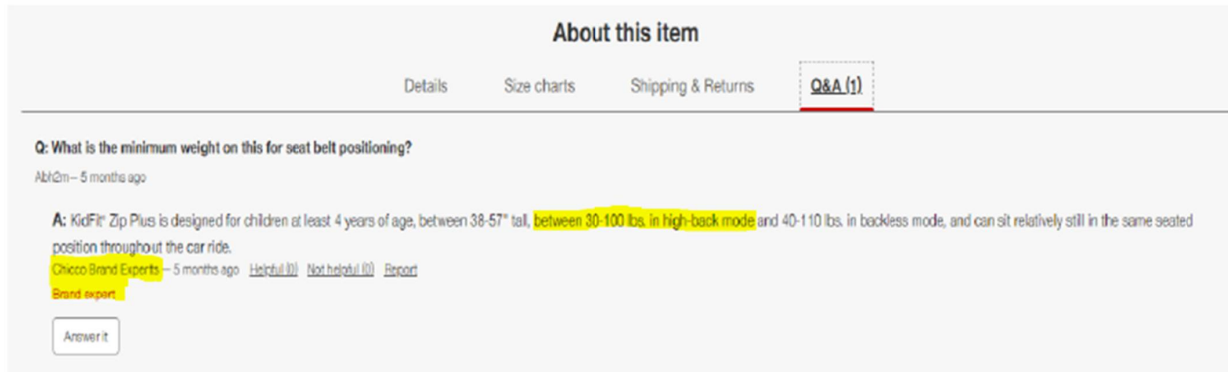 About this item
Details Size charts Shipping & Returns Q&A (1)
Q: What is the minimum weight on this for seat belt positioning?
Abh2m – 5 months ago
A: KidFit® Zip Plus is designed for children at least 4 years of age, between 38-57" tall, between 30-100 lbs. in high-back mode and 40-110 lbs. in backless mode, and can sit relatively still in the same seated
position throughout the car ride.
Chicco Brand Experts – 5 months ago Helpful (0) Not helpful (0) Report
Brand expert
Answer it